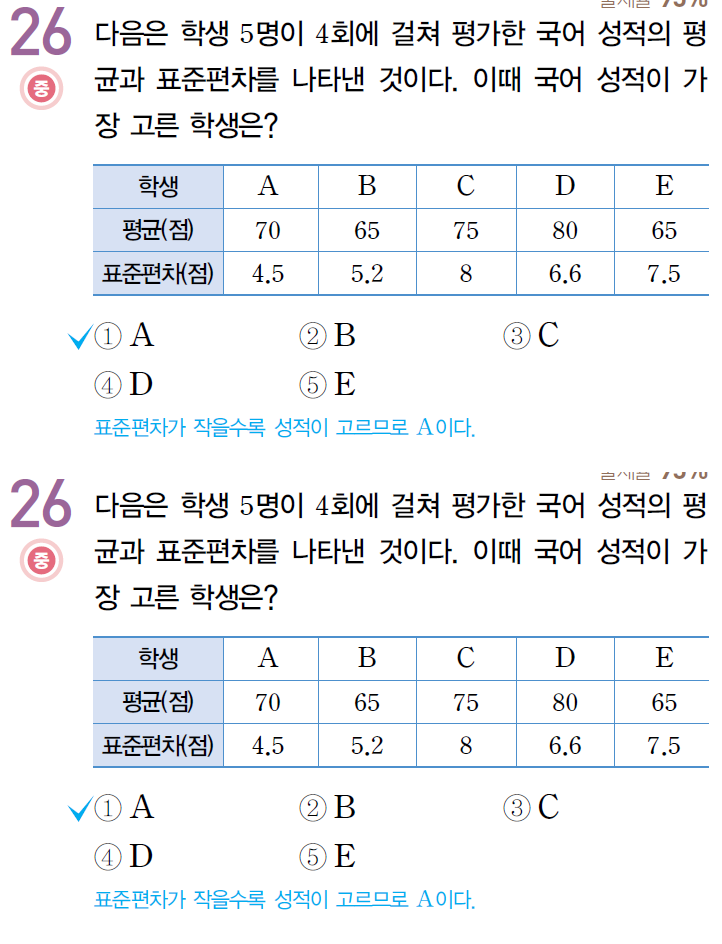 26
다음은 학생 5명이 4회에 걸쳐 평가한 국어 성적의 평
중
균과 표준편차를 나타낸 것이다. 이때 국어 성적이 가
장 고른 학생은?
학생 A B C D E
평균(점) 70 65 75 80 65
표준편차(점) 4.5 5.2 8 6.6 7.5
① A ② B ③ C
④ D ⑤ E
표준편차가 작을수록 성적이 고르므로 A이다.
26
다음은 학생 5명이 4회에 걸쳐 평가한 국어 성적의 평
중
균과 표준편차를 나타낸 것이다. 이때 국어 성적이 가
장 고른 학생은?
학생 A B C D E
평균(점) 70 65 75 80 65
표준편차(점) 4.5 5.2 8 6.6 7.5
① A ② B ③ C
④ D ⑤ E
표준편차가 작을수록 성적이 고르므로 A이다.